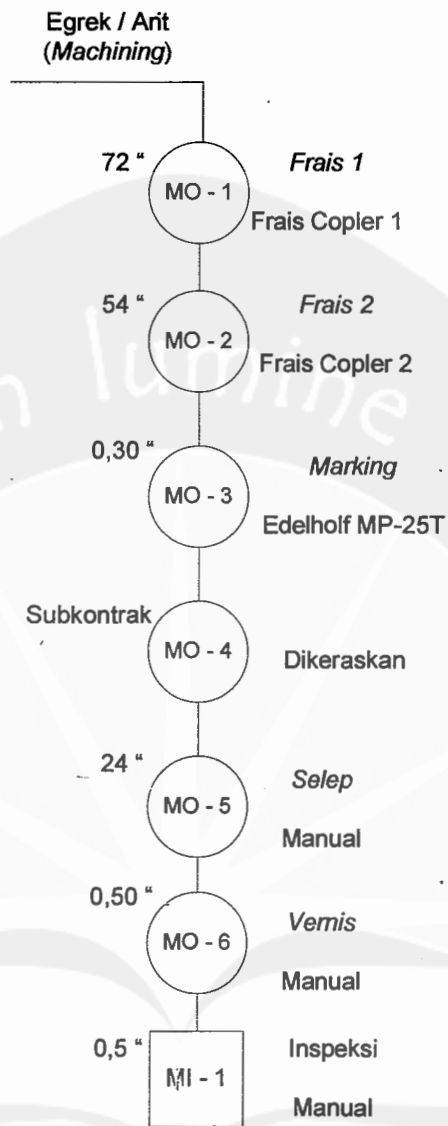 Egrek / Arit
(Machining)
72 “
MO - 1
Frais 1
Frais Copler 1
54 “
MO - 2
Frais 2
Frais Copler 2
0,30 “
MO - 3
Marking
Edelholf MP-25T
Subkontrak
MO - 4
Dikeraskan
24 “
MO - 5
Selep
Manual
0,50 “
MO - 6
Vernis
Manual
0,5 “
MI - 1
Inspeksi
Manual
in lumine